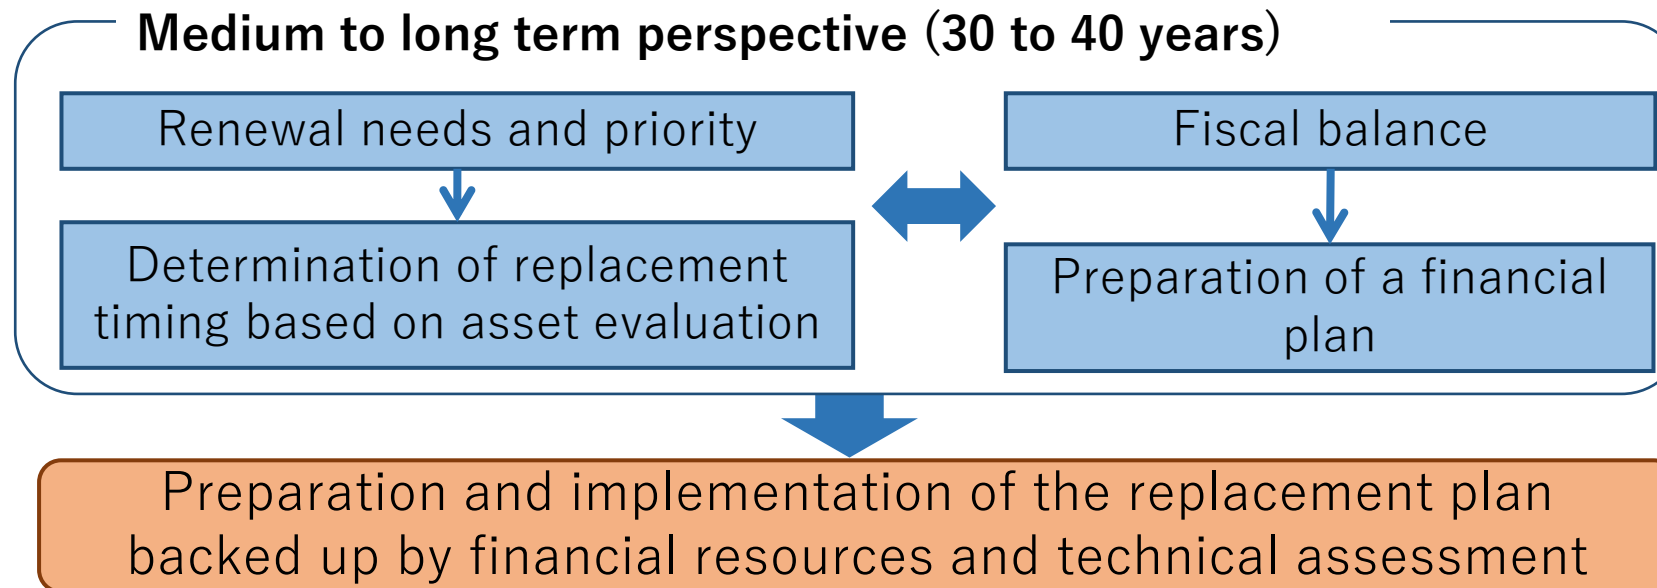 Medium to long term perspective (30 to 40 years)
Renewal needs and priority
Determination of replacement
timing based on asset evaluation
Fiscal balance
Preparation of a financial
plan
Preparation and implementation of the replacement plan
backed up by financial resources and technical assessment